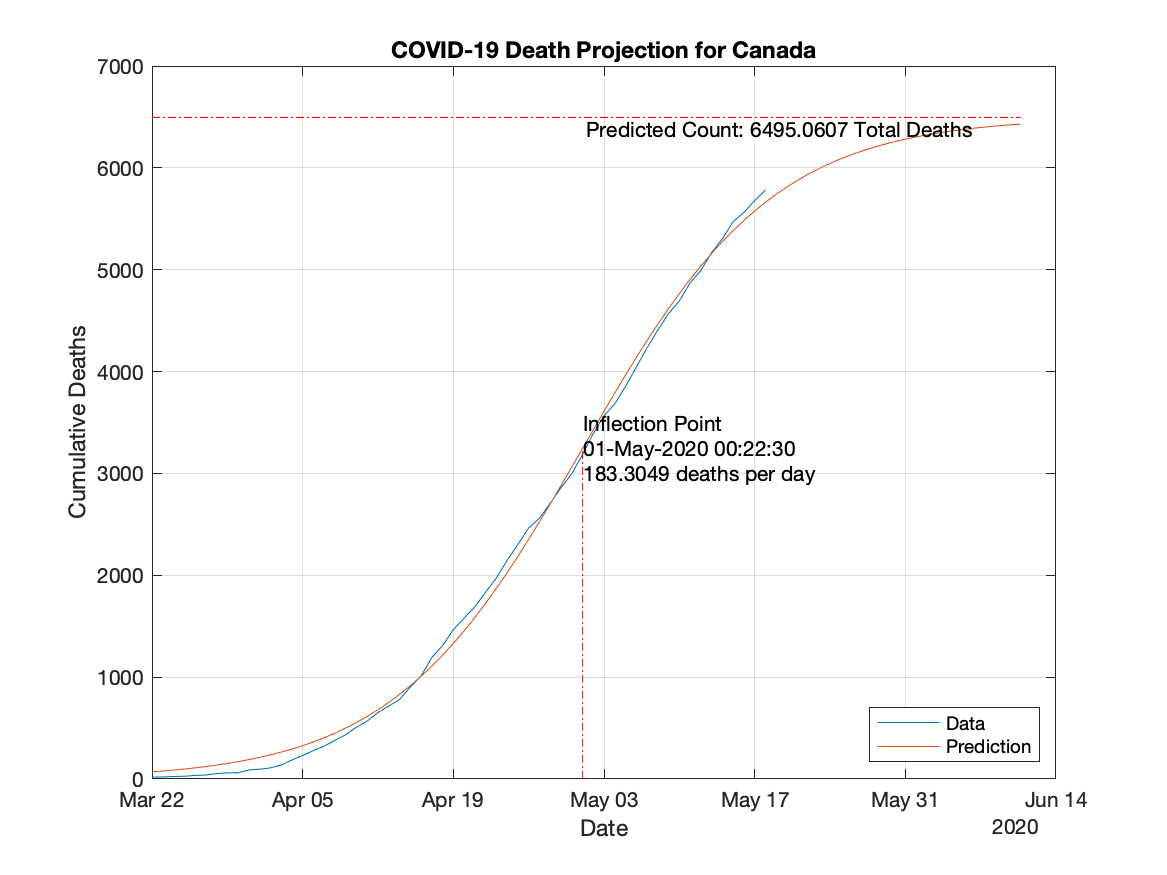 COVID-19 Death Projection for Canada
7000
6000
5000
4000
3000
2000
1000
0
Cumulative Deaths
Predicted Count: 6495.0607 Total Deaths
Inflection Point
01-May-2020 00:22:30
183.3049 deaths per day
Data
Prediction
Mar 22 Apr 05 Apr 19 May 03 May 17 May 31 Jun 14
Date
2020